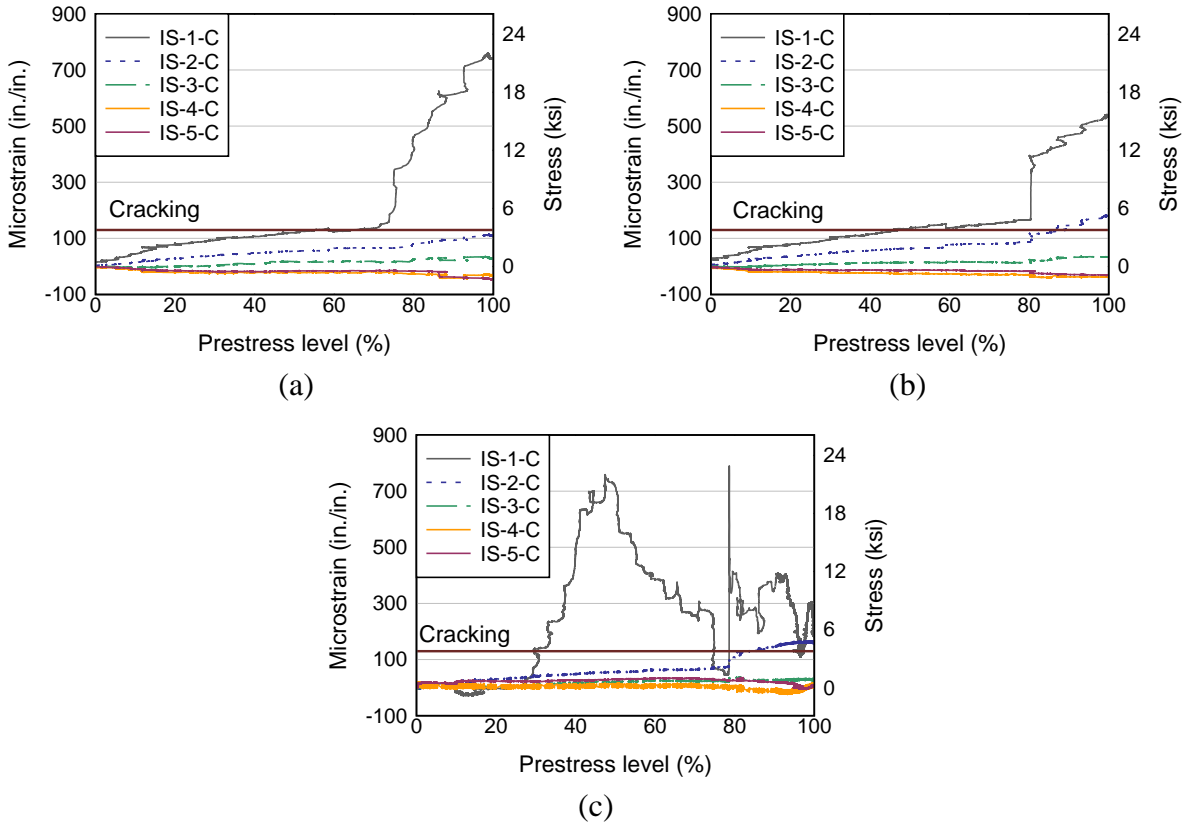 900
700
500
300
100
-100
Microstrain (in./in.)
IS-1-C
IS-2-C
IS-3-C
IS-4-C
IS-5-C
Cracking
24
18
12
6
0
Stress (ksi)
0 20 40 60 80 100
Prestress level (%)
(a)
900
700
500
300
100
-100
Microstrain (in./in.)
IS-1-C
IS-2-C
IS-3-C
IS-4-C
IS-5-C
Cracking
24
18
12
6
0
Stress (ksi)
0 20 40 60 80 100
Prestress level (%)
(b)
900
700
500
300
100
-100
Microstrain (in./in.)
IS-1-C
IS-2-C
IS-3-C
IS-4-C
IS-5-C
Cracking
24
18
12
6
0
Stress (ksi)
0 20 40 60 80 100
Prestress level (%)
(c)